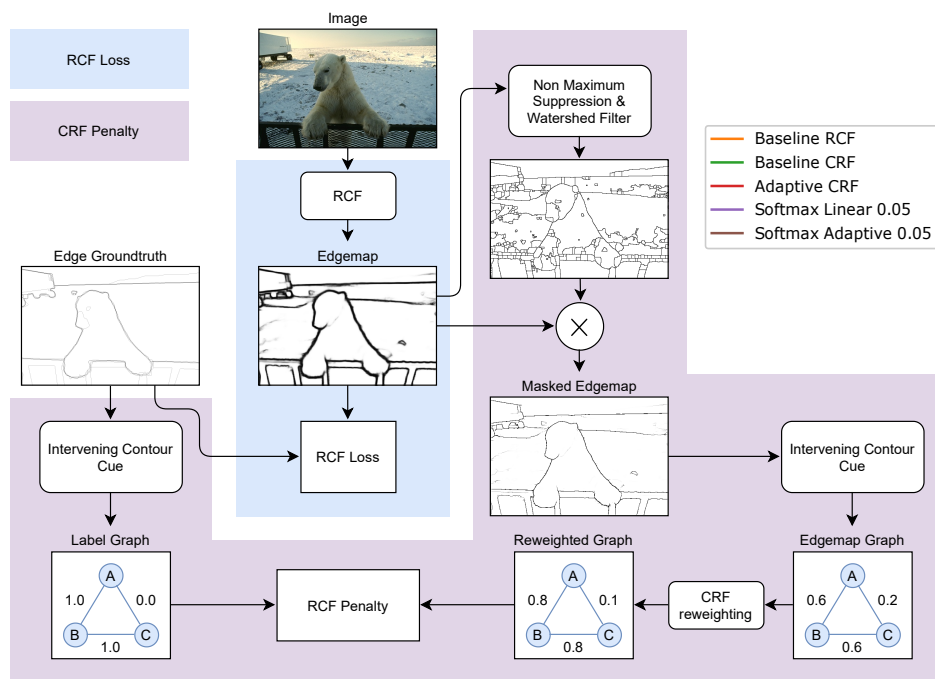 Image
RCF Loss
CRF Penalty
Non Maximum
Suppression &
Watershed Filter
Baseline RCF
Baseline CRF
Adaptive CRF
Softmax Linear 0.05
Softmax Adaptive 0.05
RCF
Edge Groundtruth
Edgemap
Masked Edgemap
Intervening Contour
Cue
RCF Loss
Intervening Contour
Cue
Label Graph
A
1.0
0.0
B
C
1.0
RCF Penalty
Reweighted Graph
A
0.8
0.1
B
C
0.8
CRF
reweighting
Edgemap Graph
A
0.6
0.2
B
C
0.6